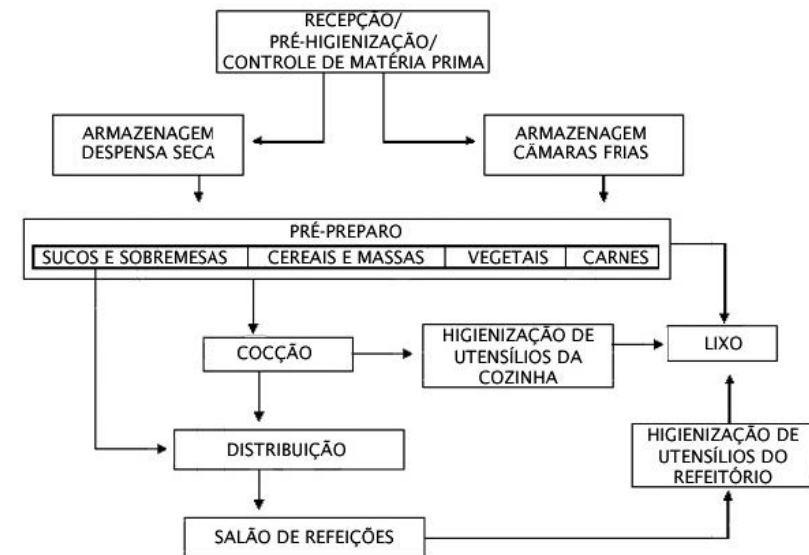 RECEPÇÃO/
PRÉ-HIGIENIZAÇÃO/
CONTROLE DE MATÉRIA PRIMA
ARMAZENAGEM
DESPENSA SECA
ARMAZENAGEM
CÂMARAS FRIAS
PRÉ-PREPARO
SUCOS E SOBREMESAS
CEREAIS E MASSAS
VEGETAIS
CARNES
COCÇÃO
HIGIENIZAÇÃO DE
UTENSÍLIOS DA
COZINHA
LIXO
DISTRIBUIÇÃO
HIGIENIZAÇÃO DE
UTENSÍLIOS DO
REFEITÓRIO
SALÃO DE REFEIÇÕES